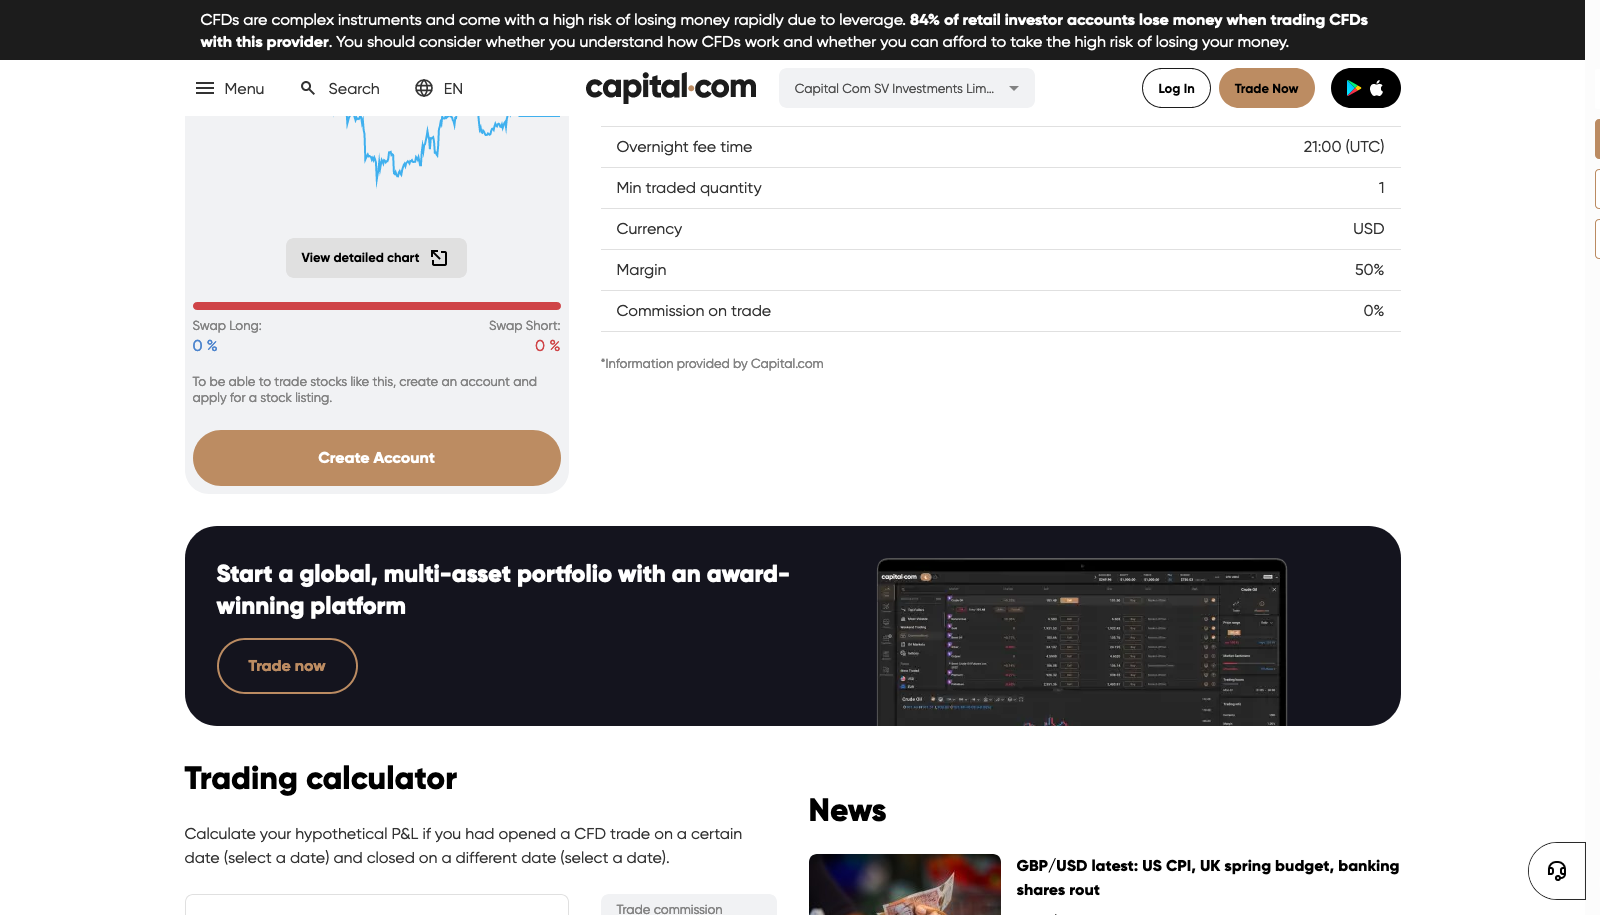 CFDs are complex instruments and come with a high risk of losing money rapidly due to leverage. 84% of retail investor accounts lose money when trading CFDs
with this provider. You should consider whether you understand how CFDs work and whether you can afford to take the high risk of losing your money.
Menu
Search
EN
capital.com
Capital Com SV Investments Lim...
Log In
Trade Now
Overnight fee time 21:00 (UTC)
Min traded quantity 1
Currency USD
Margin 50%
Commission on trade 0%
*Information provided by Capital.com
View detailed chart
Swap Long: Swap Short:
0 % 0 %
To be able to trade stocks like this, create an account and
apply for a stock listing.
Create Account
Start a global, multi-asset portfolio with an award-
winning platform
Trade now
capital.com
Crude Oil
Trading calculator
Calculate your hypothetical P&L if you had opened a CFD trade on a certain
date (select a date) and closed on a different date (select a date).
Trade commission
News
GBP/USD latest: US CPI, UK spring budget, banking
shares rout